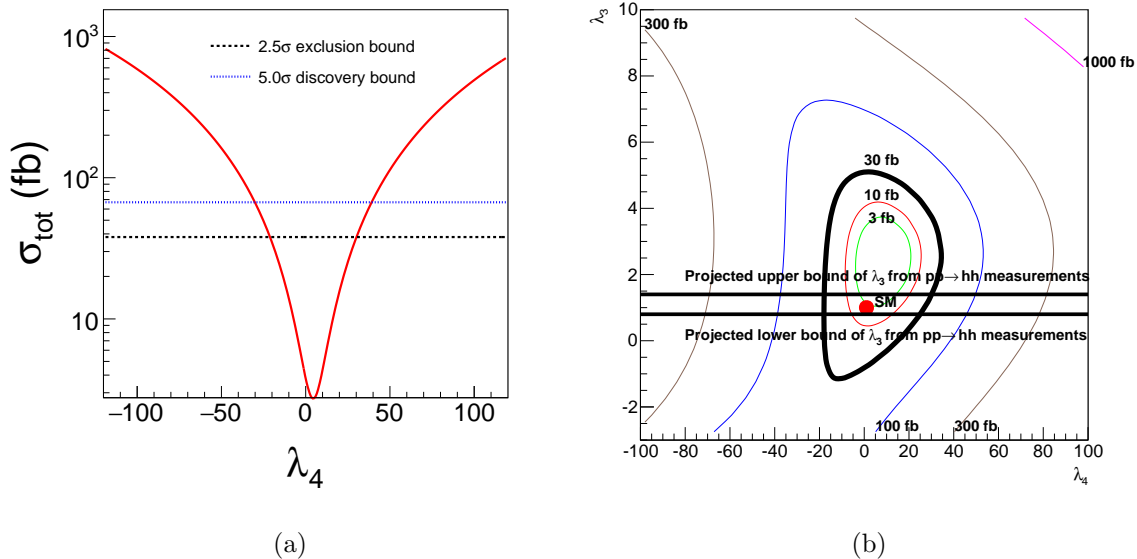 10³
10²
10
σtot (fb)
2.5σ exclusion bound
5.0σ discovery bound
−100 −50 0 50 100
λ₄
(a)
λ₃
10
8
6
4
2
0
-2
300 fb
1000 fb
30 fb
10 fb
3 fb
Projected upper bound of λ₃ from pp→hh measurements
SM
Projected lower bound of λ₃ from pp→hh measurements
100 fb 300 fb
-100 -80 -60 -40 -20 0 20 40 60 80 100
λ₄
(b)